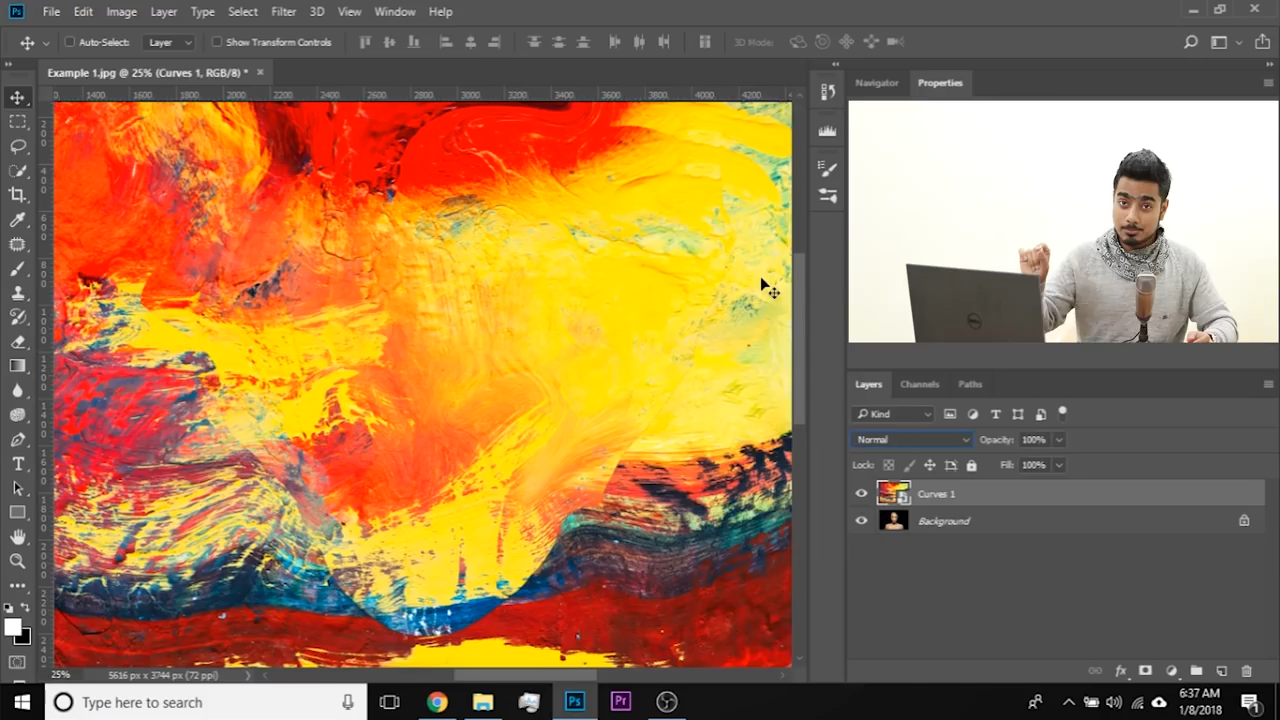 Ps File Edit Image Layer Type Select Filter 3D View Window Help
Auto-Select: Layer Show Transform Controls 3D Mode:
Example 1.jpg @ 25% (Curves 1, RGB/8) *
1400 1600 1800 2000 2200 2400 2600 2800 3000 3200 3400 3600 3800 4000 4200
Navigator Properties
Layers Channels Paths
Kind
Normal Opacity: 100%
Lock: Fill: 100%
Curves 1
Background
25% 5616 px x 3744 px (72 ppi)
Type here to search Ps Pr
6:37 AM
1/8/2018
1